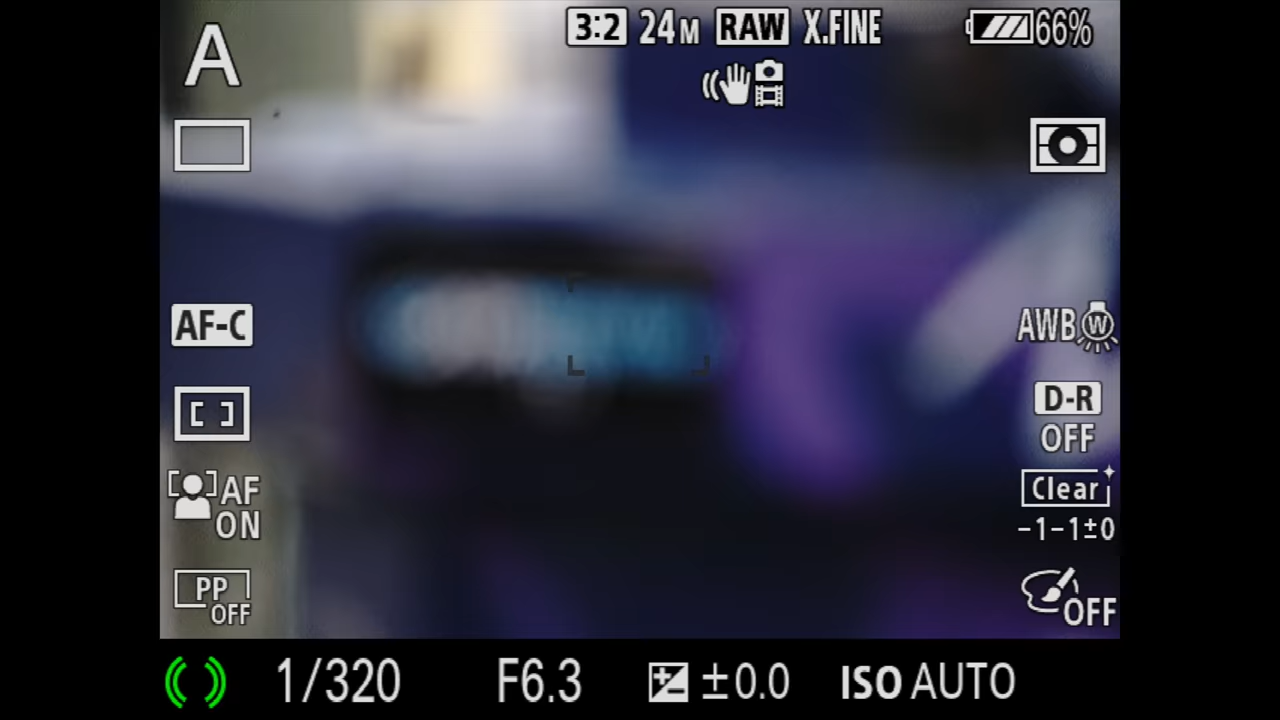 A
3:2 24M RAW X.FINE 66%
AF-C
AWB W
D-R
OFF
AF
ON
Clear
-1-1±0
PP
OFF
OFF
1/320 F6.3 ±0.0 ISO AUTO